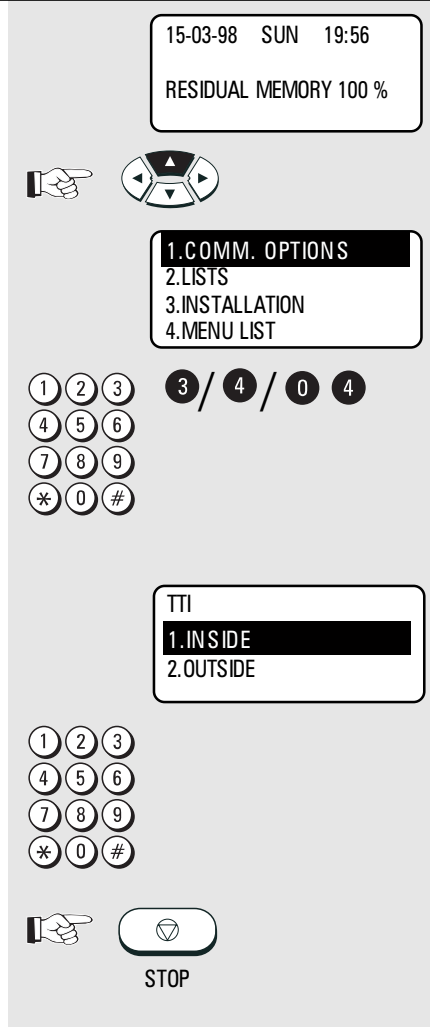 15-03-98 SUN 19:56
RESIDUAL MEMORY 100 %
1.COMM. OPTIONS
2.LISTS
3.INSTALLATION
4.MENU LIST
1 2 3
3 / 4 / 0 4
4 5 6
7 8 9
* 0 #
TTI
1.INSIDE
2.OUTSIDE
1 2 3
4 5 6
7 8 9
* 0 #
STOP